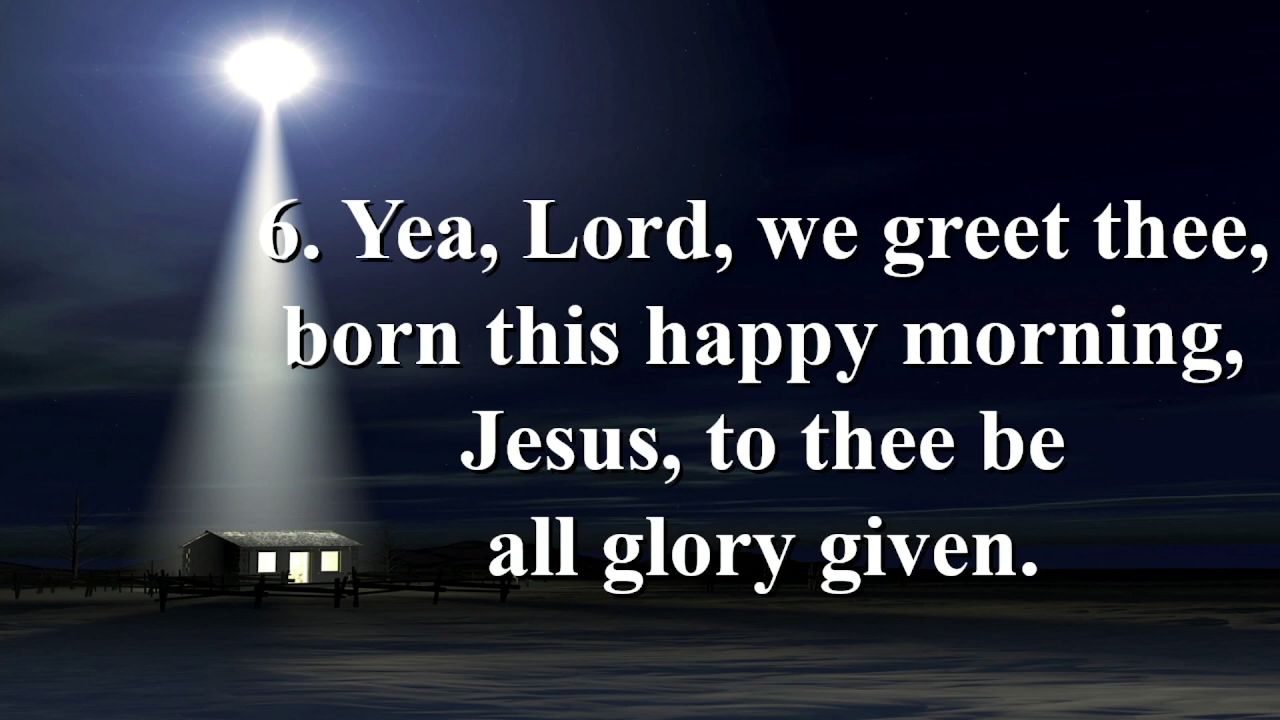 6. Yea, Lord, we greet thee,
born this happy morning,
Jesus, to thee be
all glory given.